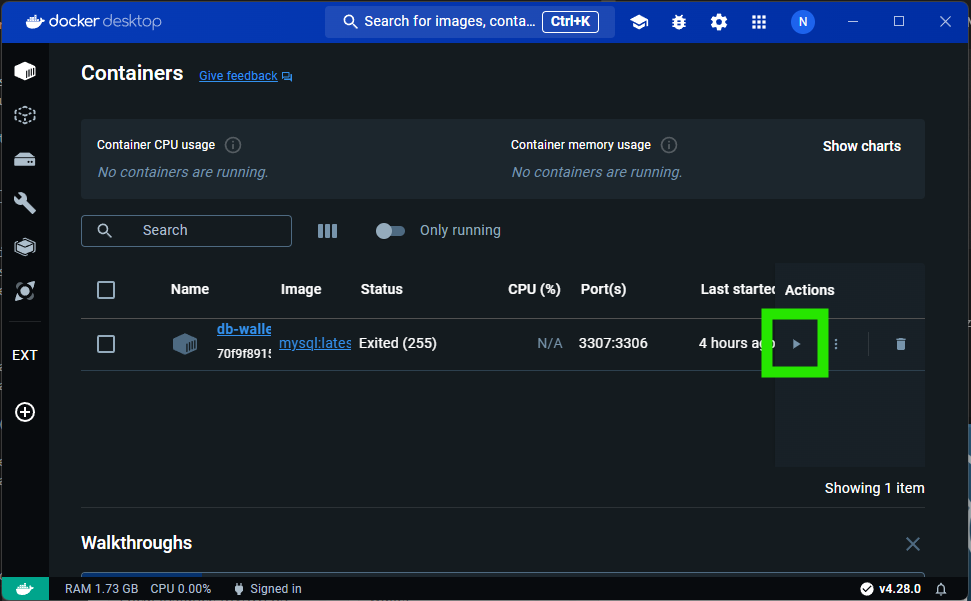 docker desktop
Search for images, conta... Ctrl+K
N
Containers Give feedback
Container CPU usage
No containers are running.
Container memory usage
No containers are running.
Show charts
Search
Only running
Name Image Status CPU (%) Port(s) Last started Actions
db-walle
70f9f8915
mysql:lates
Exited (255)
N/A
3307:3306
4 hours ago
EXT
Showing 1 item
Walkthroughs
RAM 1.73 GB CPU 0.00% Signed in
v4.28.0